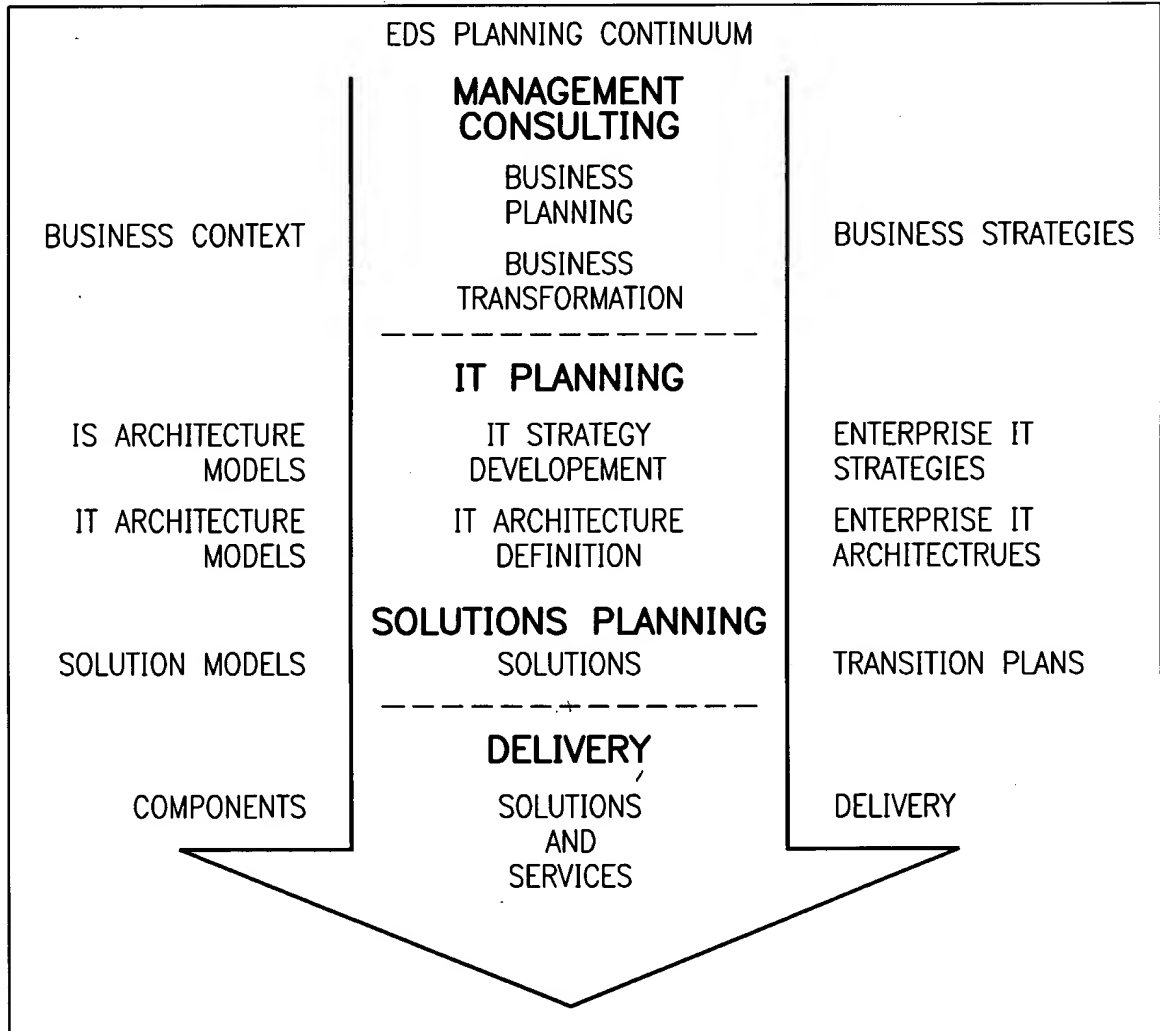 EDS PLANNING CONTINUUM
MANAGEMENT
CONSULTING
BUSINESS
PLANNING
BUSINESS CONTEXT
BUSINESS STRATEGIES
BUSINESS
TRANSFORMATION
IT PLANNING
IS ARCHITECTURE
MODELS
IT STRATEGY
DEVELOPEMENT
ENTERPRISE IT
STRATEGIES
IT ARCHITECTURE
MODELS
IT ARCHITECTURE
DEFINITION
ENTERPRISE IT
ARCHITECTRUES
SOLUTIONS PLANNING
SOLUTION MODELS
SOLUTIONS
TRANSITION PLANS
DELIVERY
COMPONENTS
SOLUTIONS
AND
SERVICES
DELIVERY